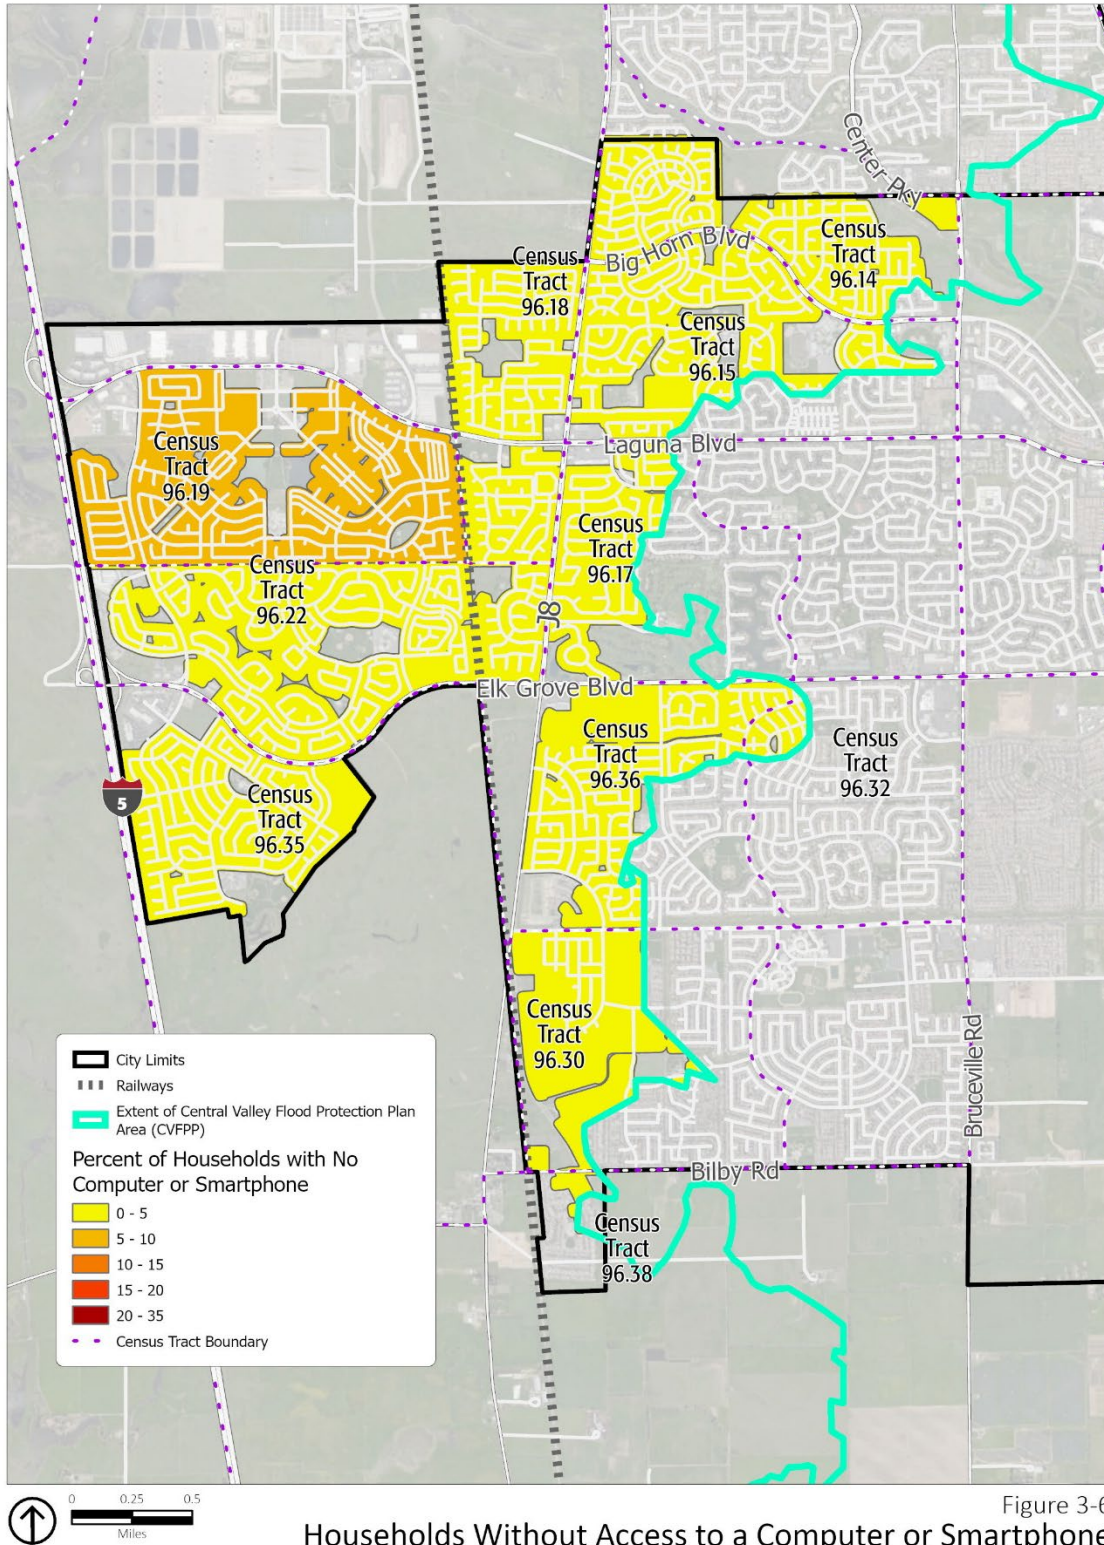 Center Pky
Big Horn Blvd
Census
Tract
96.14
Census
Tract
96.18
Census
Tract
96.15
Laguna Blvd
Census
Tract
96.19
Census
Tract
96.17
Census
Tract
96.22
J8
Elk Grove Blvd
Census
Tract
96.36
Census
Tract
96.32
5
Census
Tract
96.35
Census
Tract
96.30
Bruceville Rd
Bilby Rd
Census
Tract
96.38
City Limits
Railways
Extent of Central Valley Flood Protection Plan
Area (CVFPP)
Percent of Households with No
Computer or Smartphone
0 - 5
5 - 10
10 - 15
15 - 20
20 - 35
Census Tract Boundary
0 0.25 0.5
Miles
Figure 3-6
Households Without Access to a Computer or Smartphone